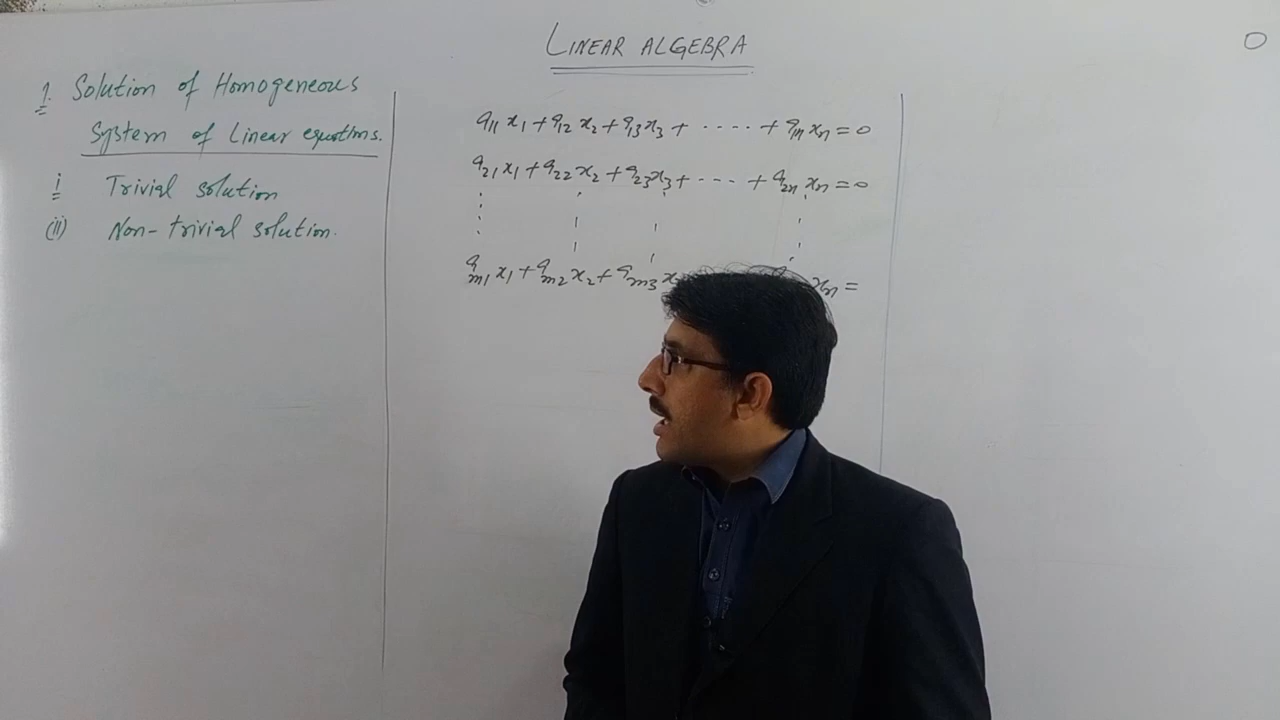 LINEAR ALGEBRA
1. Solution of Homogeneous
System of Linear equations.
i Trivial solution
(ii) Non-trivial solution.
a11 x1 + a12 x2 + a13 x3 + ..... + a1n xn = 0
a21 x1 + a22 x2 + a23 x3 + .... + a2n xn = 0
am1 x1 + am2 x2 + am3 x xn =
0